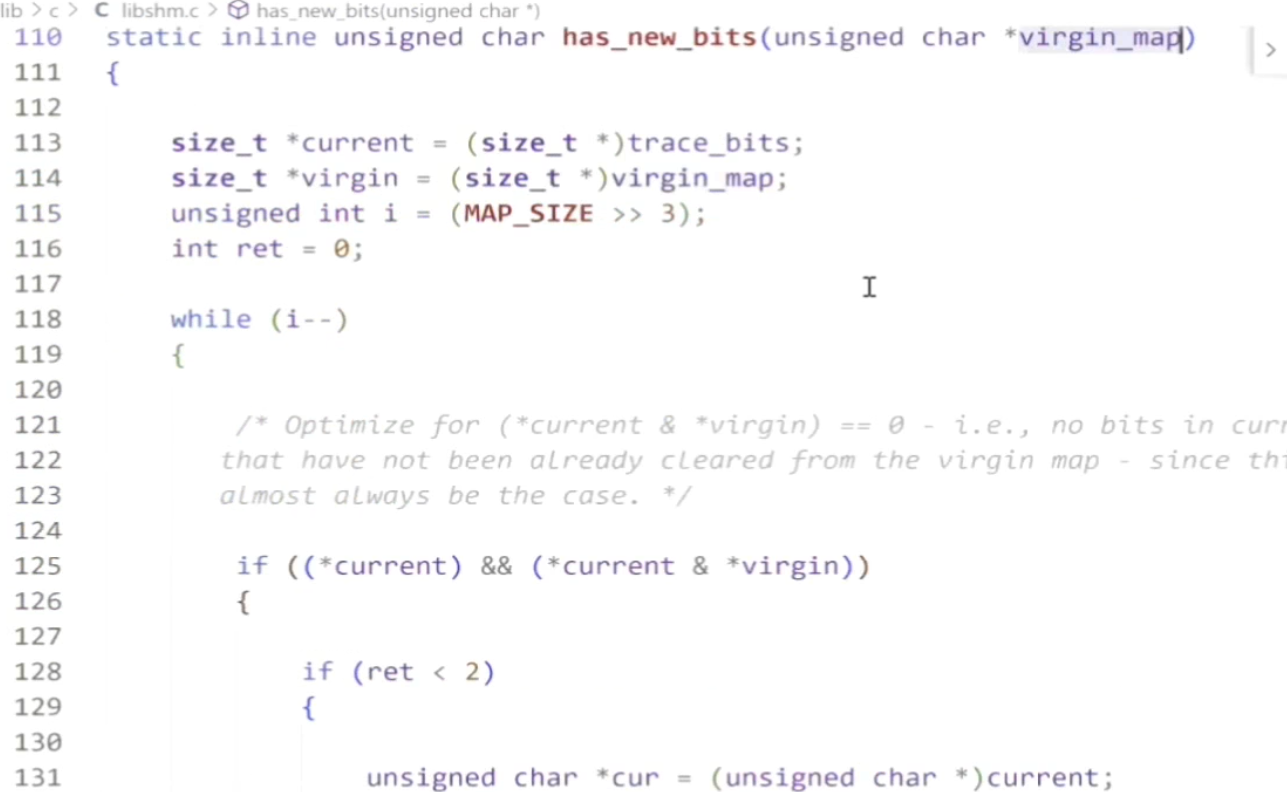 lib > c > C libshm.c > has_new_bits(unsigned char *)
110 static inline unsigned char has_new_bits(unsigned char *virgin_map)
111 {
112
113 size_t *current = (size_t *)trace_bits;
114 size_t *virgin = (size_t *)virgin_map;
115 unsigned int i = (MAP_SIZE >> 3);
116 int ret = 0;
117
118 while (i--)
119 {
120
121 /* Optimize for (*current & *virgin) == 0 - i.e., no bits in curr
122 that have not been already cleared from the virgin map - since thi
123 almost always be the case. */
124
125 if ((*current) && (*current & *virgin))
126 {
127
128 if (ret < 2)
129 {
130
131 unsigned char *cur = (unsigned char *)current;